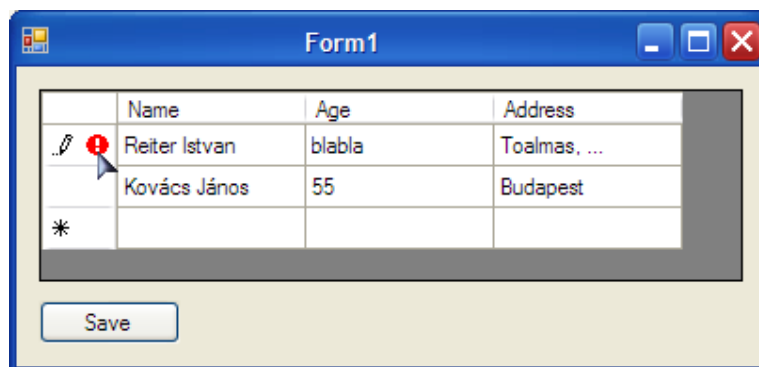 Form1
Name Age Address
Reiter Istvan blabla Toalmas, ...
Kovács János 55 Budapest
Save